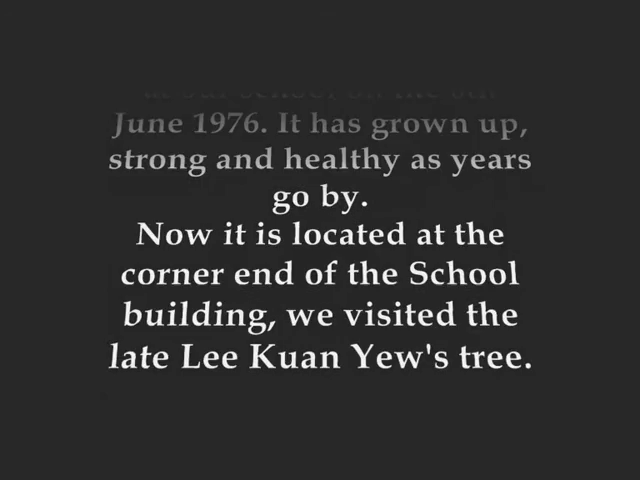 June 1976. It has grown up,
strong and healthy as years
go by.
Now it is located at the
corner end of the School
building, we visited the
late Lee Kuan Yew's tree.